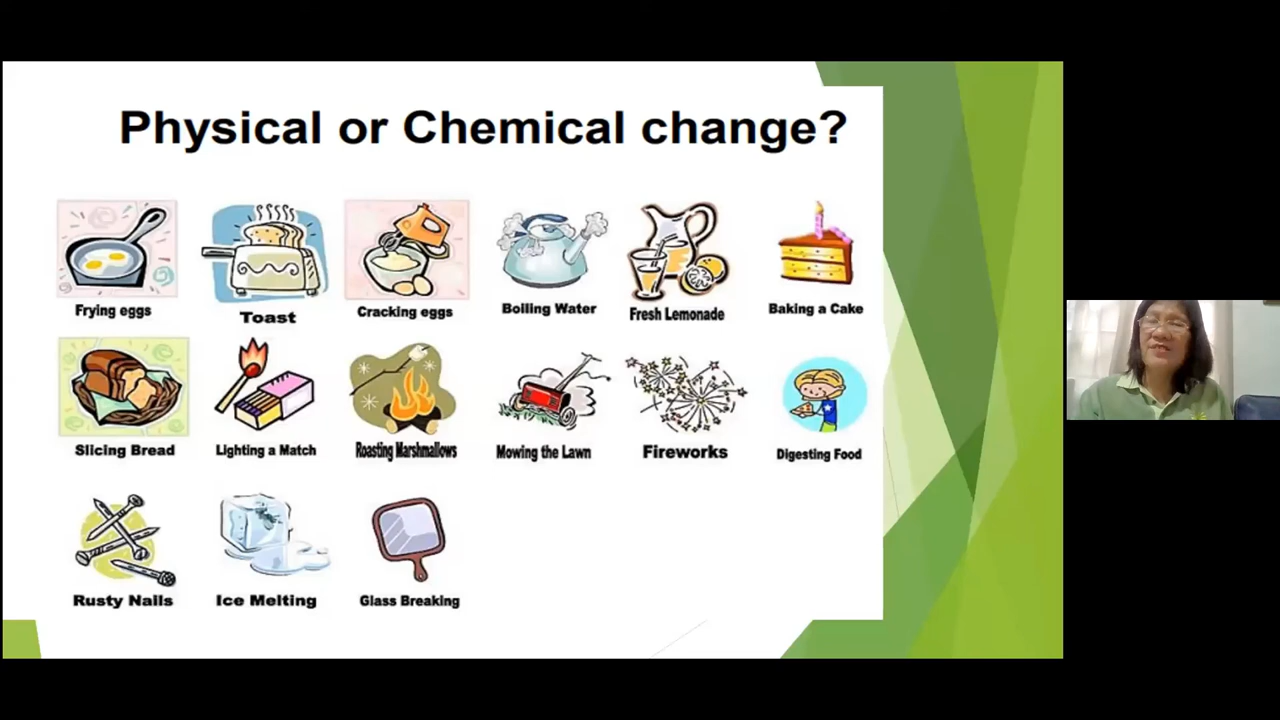 Physical or Chemical change?
Frying eggs
Toast
Cracking eggs
Boiling Water
Fresh Lemonade
Baking a Cake
Slicing Bread
Lighting a Match
Roasting Marshmallows
Mowing the Lawn
Fireworks
Digesting Food
Rusty Nails
Ice Melting
Glass Breaking